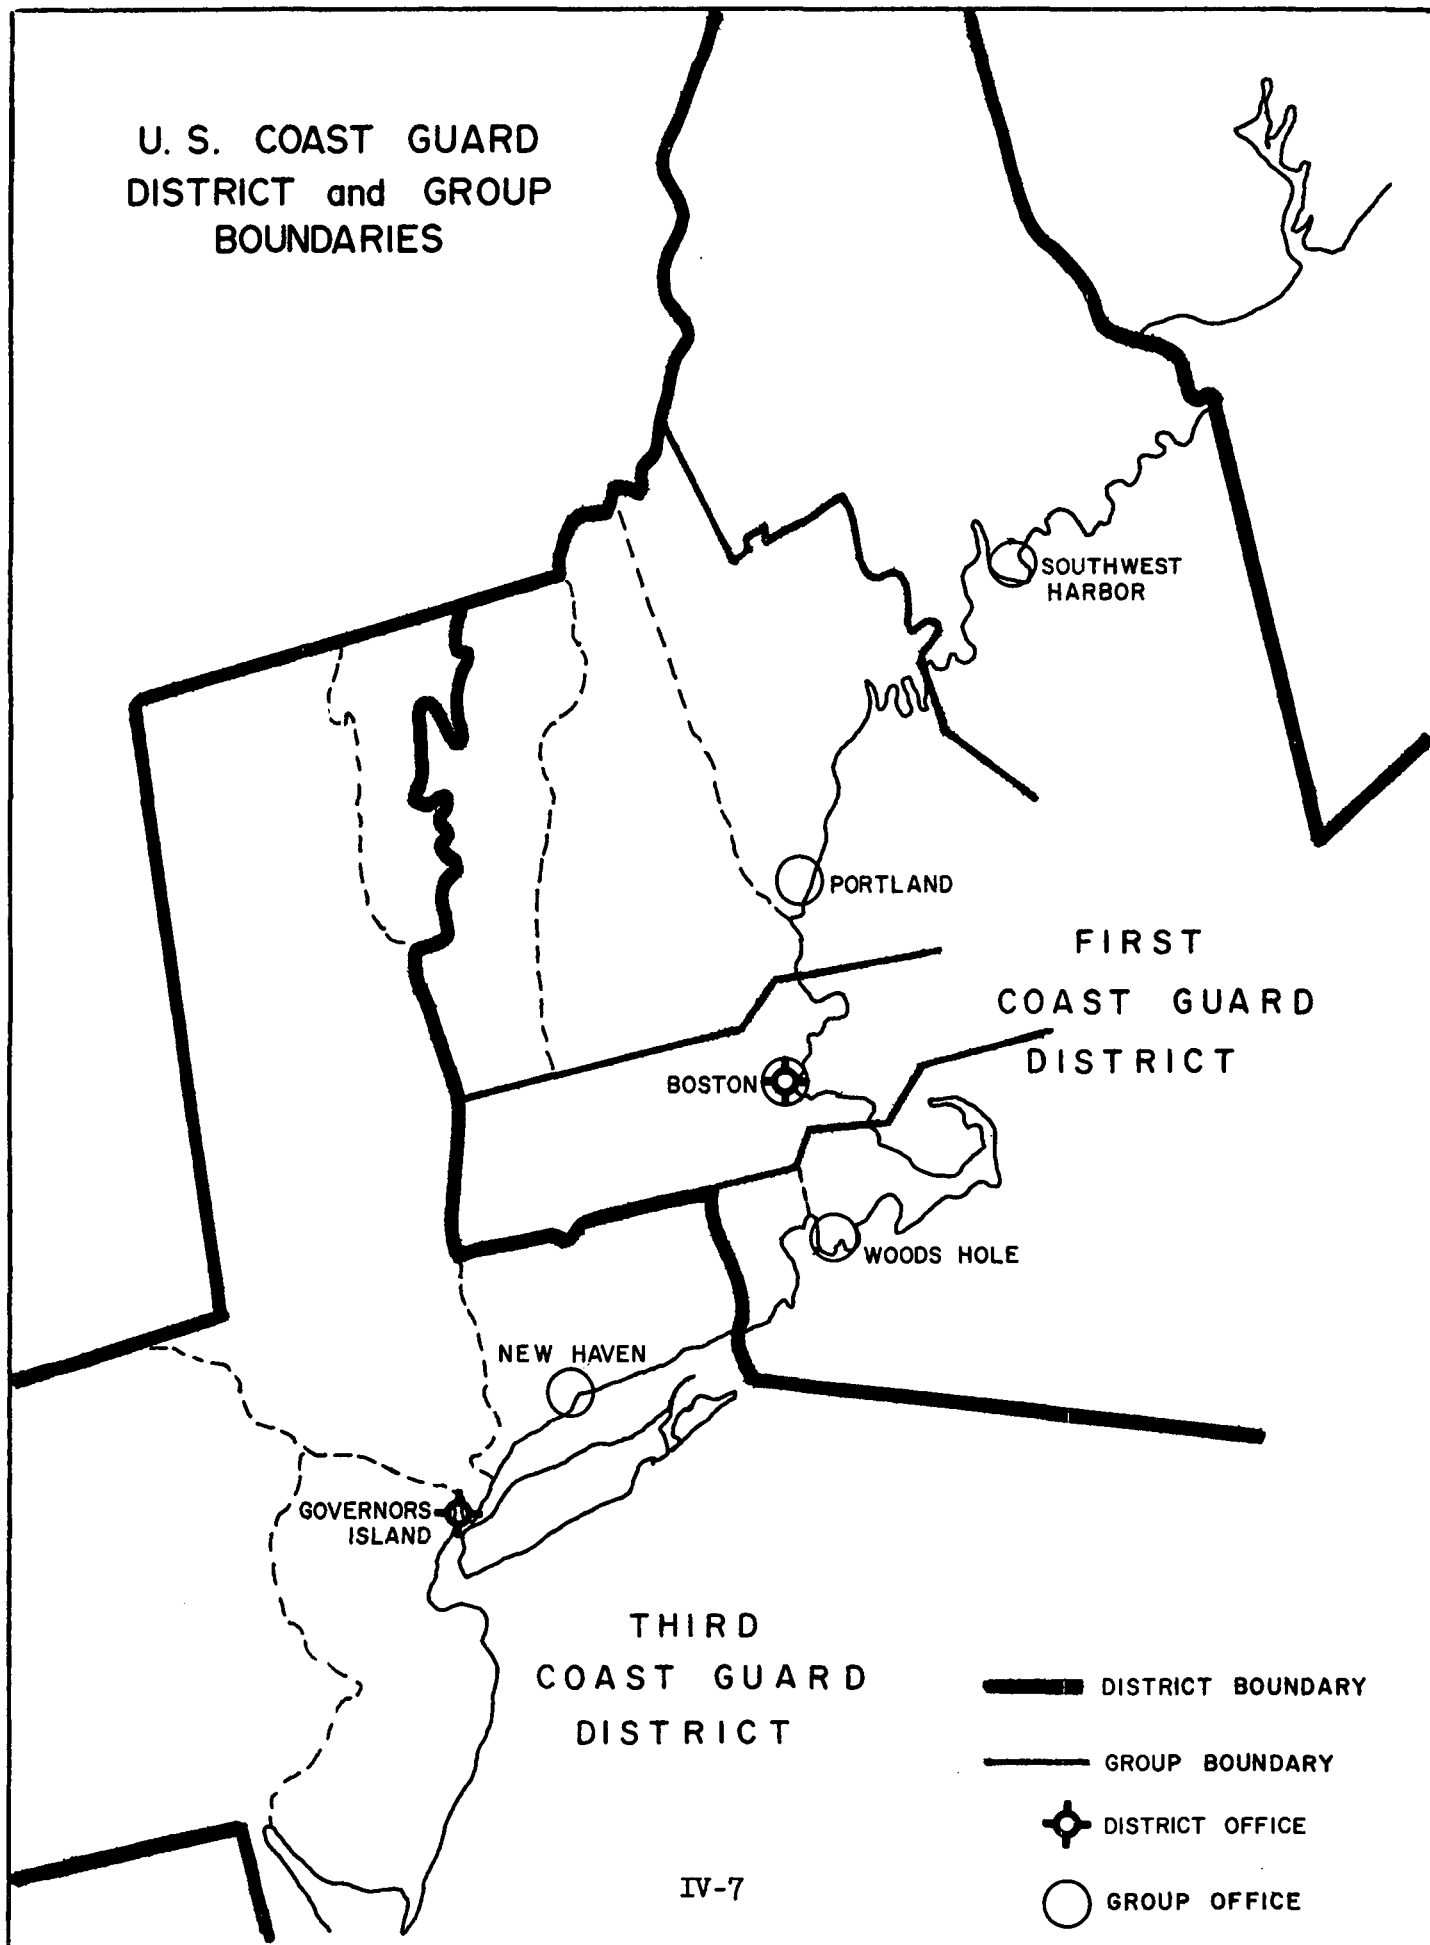 U. S. COAST GUARD
DISTRICT and GROUP
BOUNDARIES
SOUTHWEST
HARBOR
PORTLAND
FIRST
COAST GUARD
DISTRICT
BOSTON
WOODS HOLE
NEW HAVEN
GOVERNORS
ISLAND
THIRD
COAST GUARD
DISTRICT
DISTRICT BOUNDARY
GROUP BOUNDARY
DISTRICT OFFICE
GROUP OFFICE
IV-7